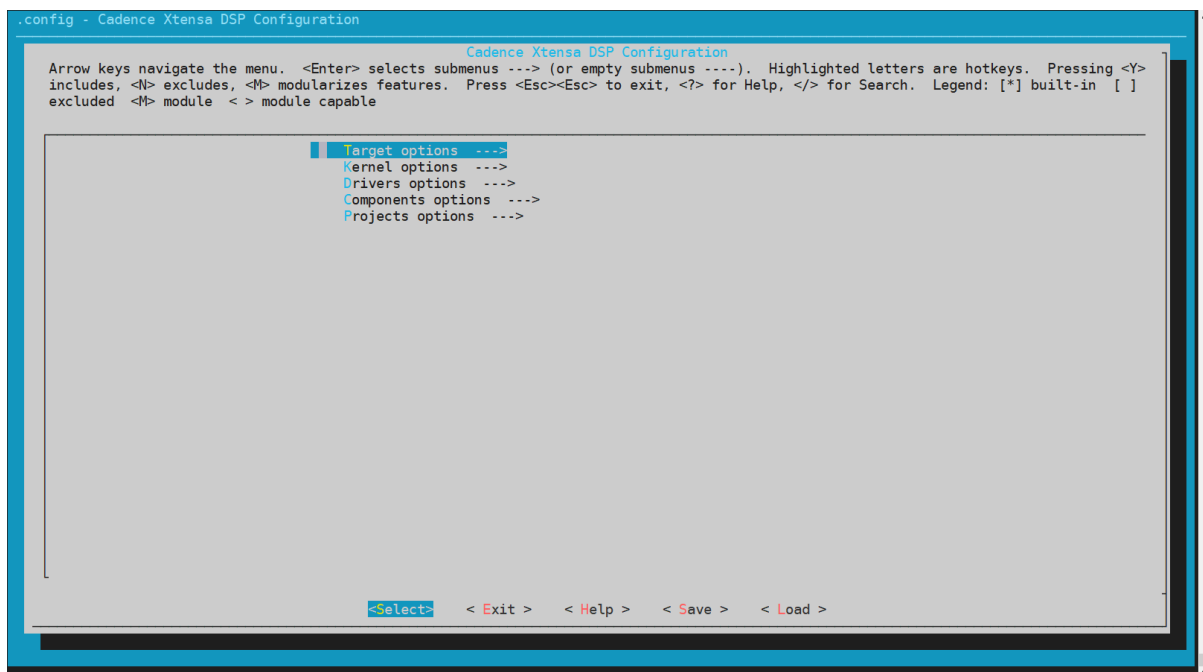 .config - Cadence Xtensa DSP Configuration
Cadence Xtensa DSP Configuration
Arrow keys navigate the menu.  <Enter> selects submenus ---> (or empty submenus ----).  Highlighted letters are hotkeys.  Pressing <Y>
includes, <N> excludes, <M> modularizes features.  Press <Esc><Esc> to exit, <?> for Help, </> for Search.  Legend: [*] built-in  [ ]
excluded  <M> module  < > module capable
Target options  --->
Kernel options  --->
Drivers options  --->
Components options  --->
Projects options  --->
<Select>    < Exit >    < Help >    < Save >    < Load >